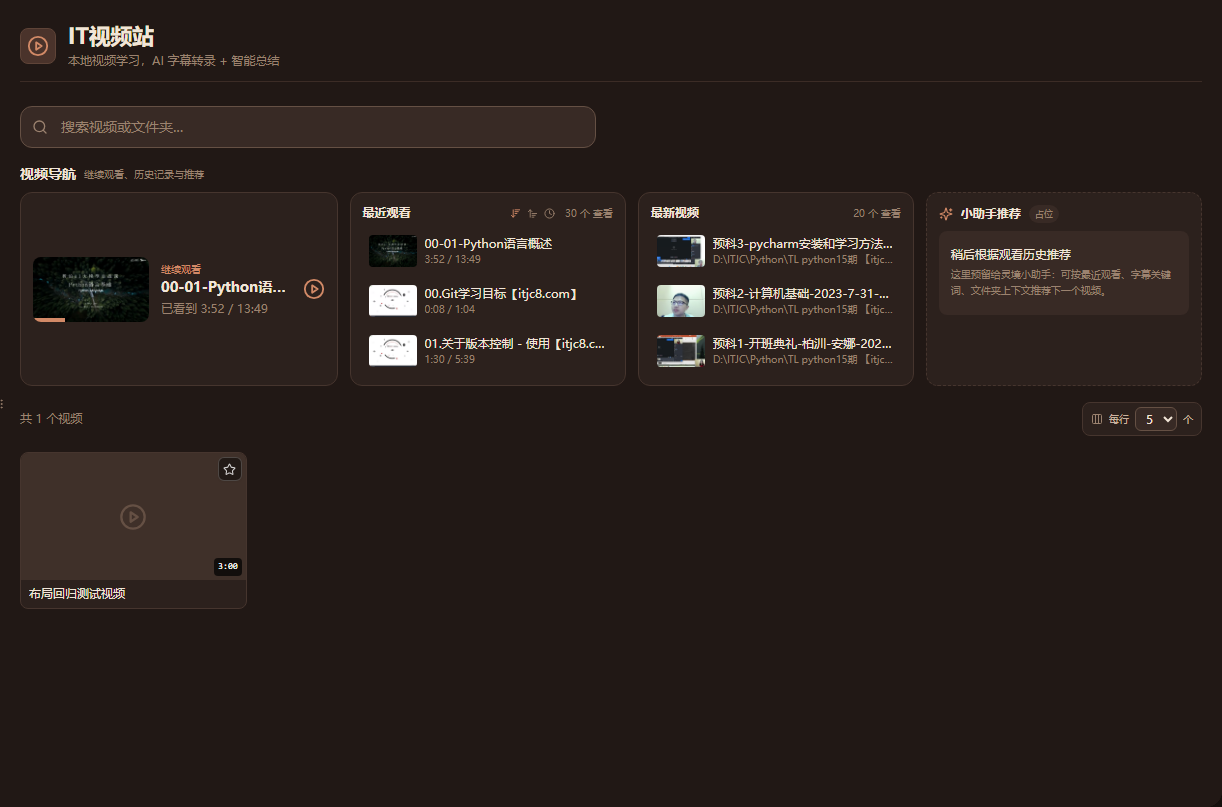 IT视频站
本地视频学习，AI 字幕转录 + 智能总结
搜索视频或文件夹...
视频导航 继续观看、历史记录与推荐
继续观看
00-01-Python语...
已看到 3:52 / 13:49
最近观看 30 个 查看
00-01-Python语言概述
3:52 / 13:49
00.Git学习目标【itjc8.com】
0:08 / 1:04
01.关于版本控制 - 使用【itjc8.c...
1:30 / 5:39
最新视频 20 个 查看
预科3-pycharm安装和学习方法...
D:\ITJC\Python\TL python15期 【itjc...
预科2-计算机基础-2023-7-31-...
D:\ITJC\Python\TL python15期 【itjc...
预科1-开班典礼-柏汌-安娜-202...
D:\ITJC\Python\TL python15期 【itjc...
小助手推荐 占位
稍后根据观看历史推荐
这里预留给灵境小助手：可按最近观看、字幕关键
词、文件夹上下文推荐下一个视频。
共 1 个视频
每行 5 个
3:00
布局回归测试视频